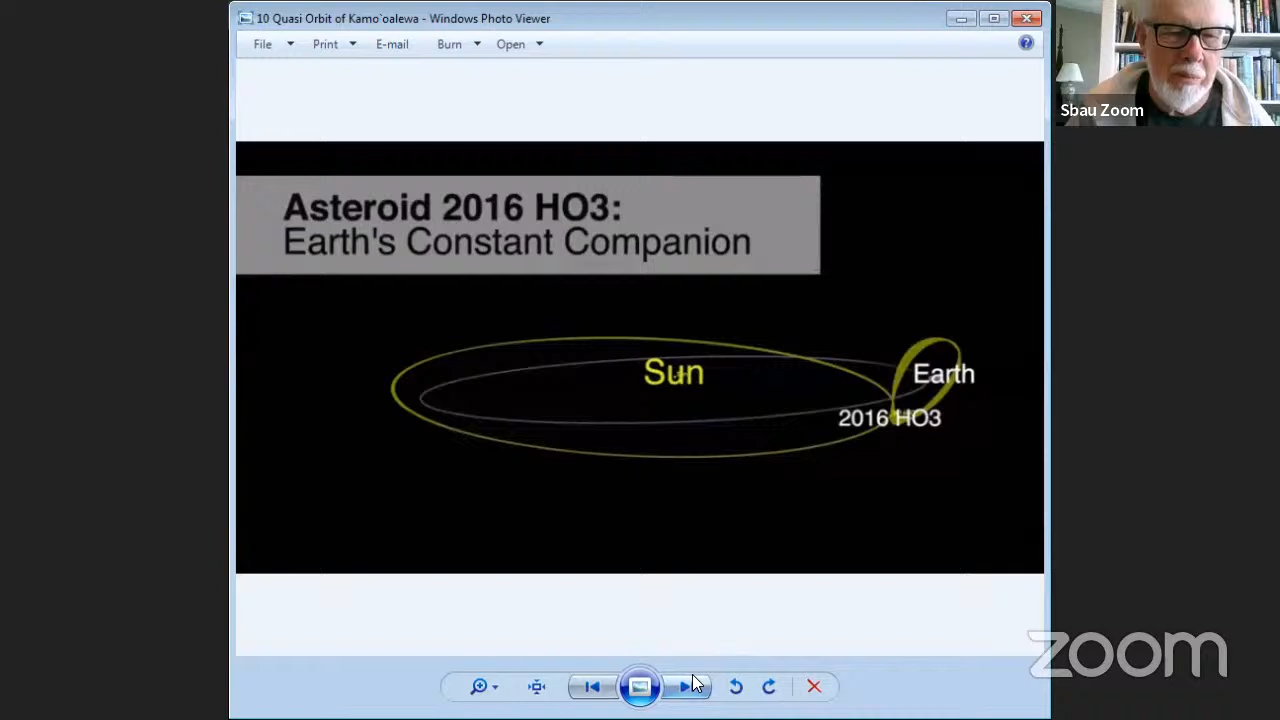 10 Quasi Orbit of Kamo`oalewa - Windows Photo Viewer
File Print E-mail Burn Open
Sbau Zoom
Asteroid 2016 HO3:
Earth's Constant Companion
Sun
Earth
2016 HO3
zoom